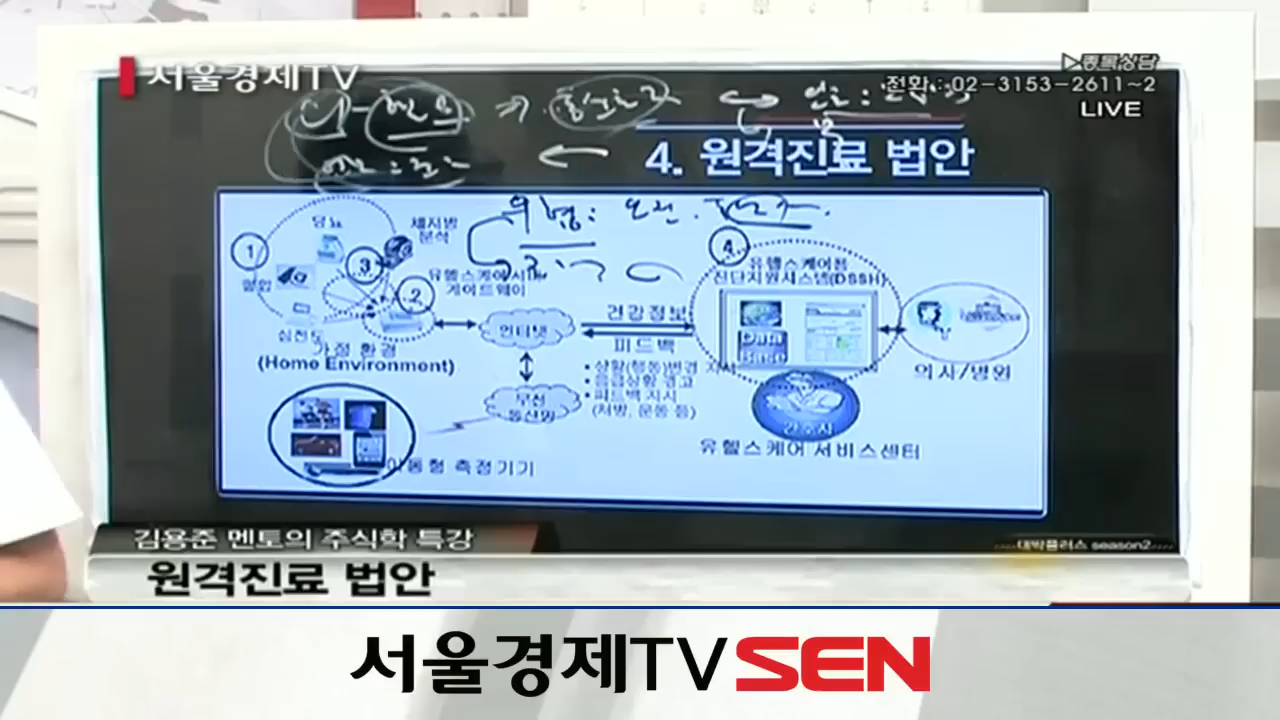 서울경제TV
▷종목상담
전화 : 02-3153-2611~2
LIVE
4. 원격진료 법안
위험:
당뇨
체지방
분석
1
3
2
4
혈압
심전도
유헬스케어
게이트웨이
가정 환경
(Home Environment)
인터넷
건강정보
피드백
유헬스케어용
진단지원시스템(DSSH)
Data
Base
의사/병원
• 상황(행동)변경 지시
• 응급상황 경고
• 피드백 지시
(처방, 운동 등)
무선
통신망
간호사
유헬스케어 서비스센터
이동형 측정기기
김용준 멘토의 주식학 특강
대박플러스 season2
원격진료 법안
서울경제TV SEN